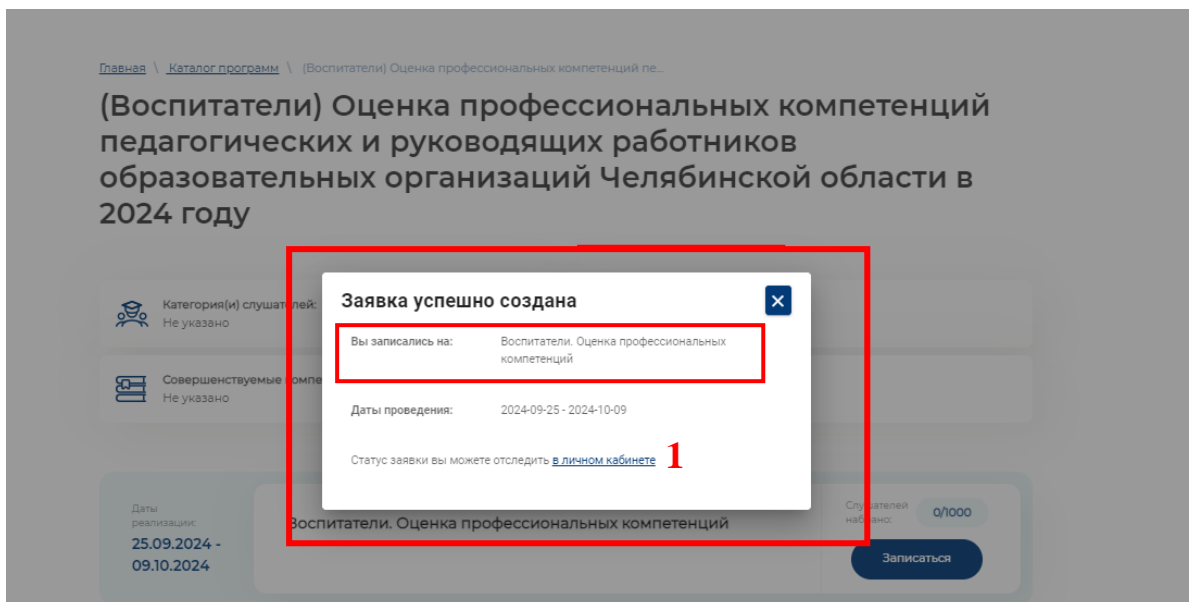 Главная \ Каталог программ \ (Воспитатели) Оценка профессиональных компетенций пе...
(Воспитатели) Оценка профессиональных компетенций
педагогических и руководящих работников
образовательных организаций Челябинской области в
2024 году
Категория(и) слушателей:
Не указано
Совершенствуемые компе
Не указано
Заявка успешно создана
Вы записались на: Воспитатели. Оценка профессиональных
компетенций
Даты проведения: 2024-09-25 - 2024-10-09
Статус заявки вы можете отследить в личном кабинете 1
Даты
реализации:
25.09.2024 -
09.10.2024
Воспитатели. Оценка профессиональных компетенций
Слушателей
набрано:
0/1000
Записаться